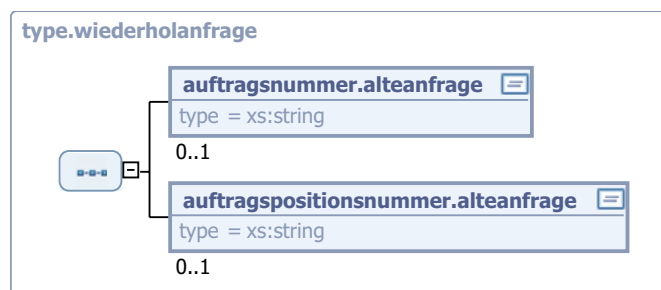 type.wiederholanfrage
auftragsnummer.alteanfrage
type = xs:string
0..1
auftragspositionsnummer.alteanfrage
type = xs:string
0..1